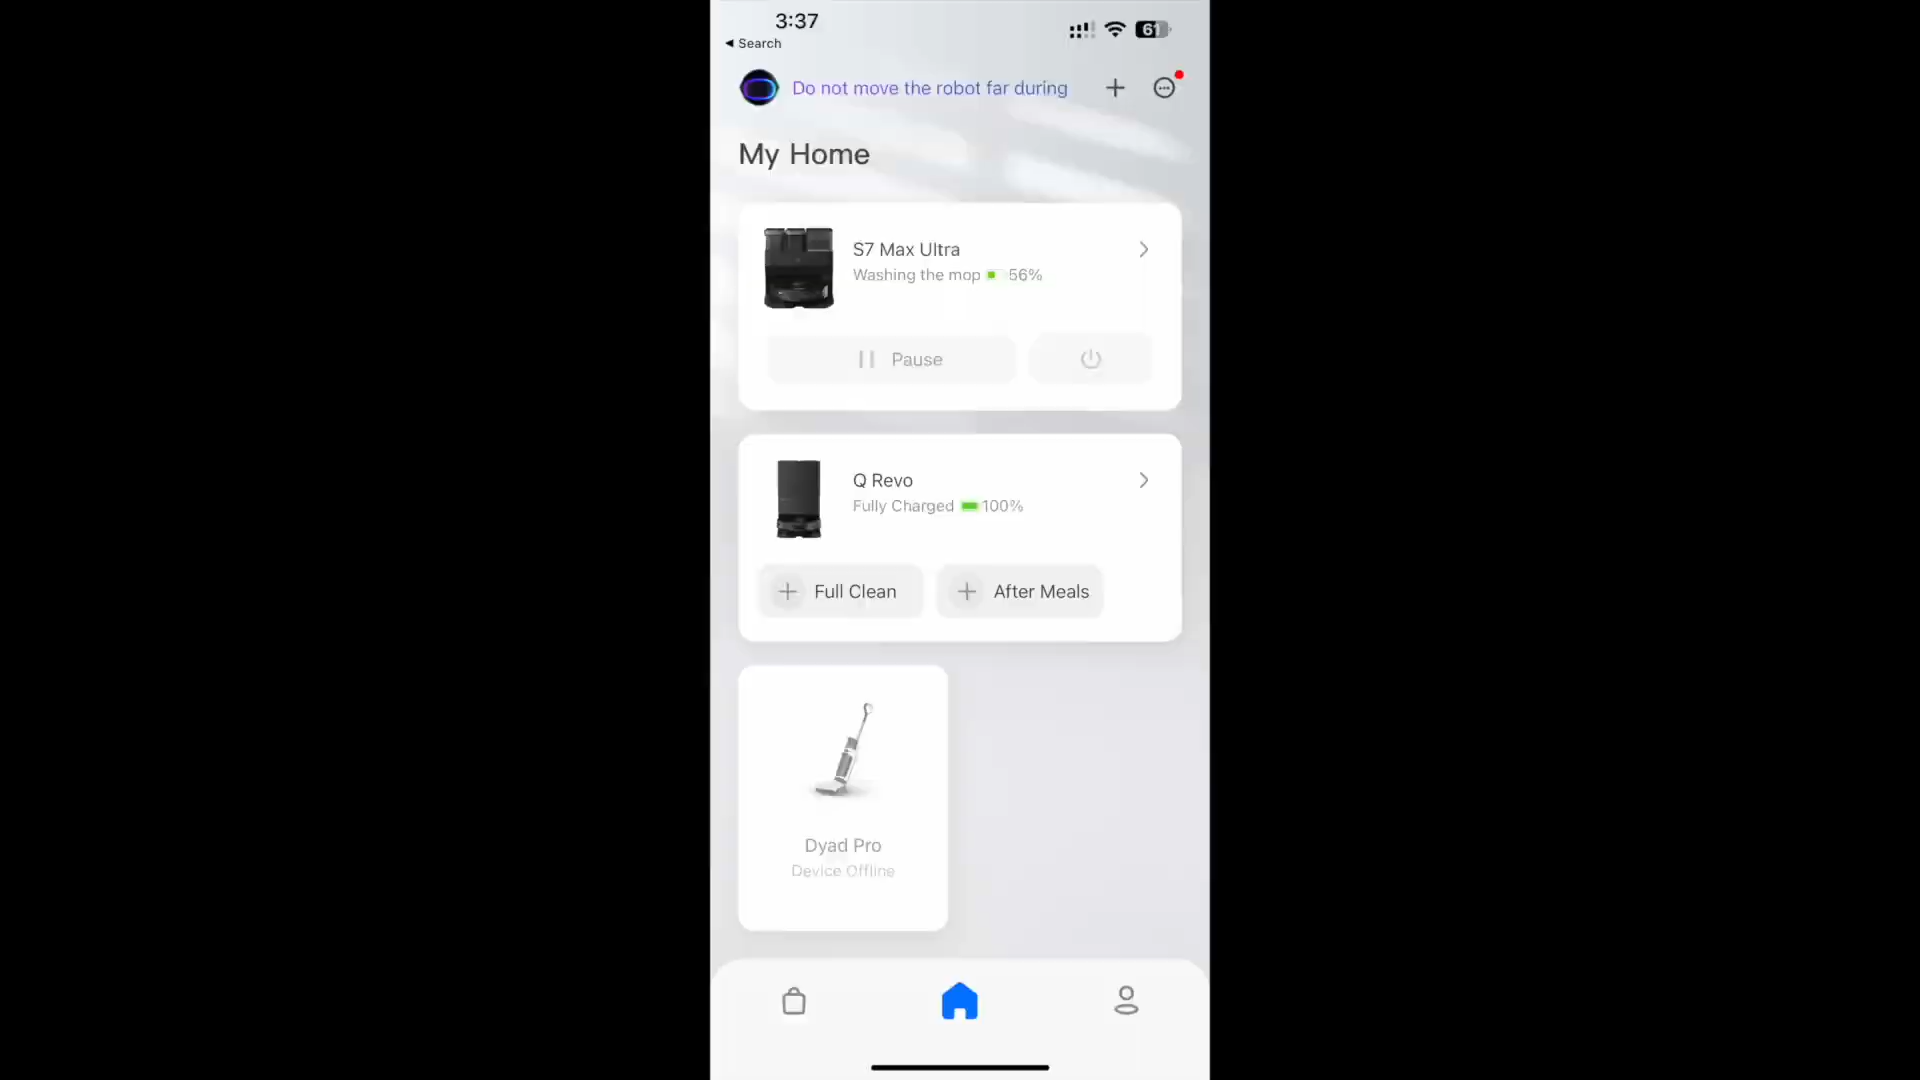 3:37
61
◀ Search
Do not move the robot far during
My Home
S7 Max Ultra
Washing the mop 56%
Pause
Q Revo
Fully Charged 100%
Full Clean
After Meals
Dyad Pro
Device Offline